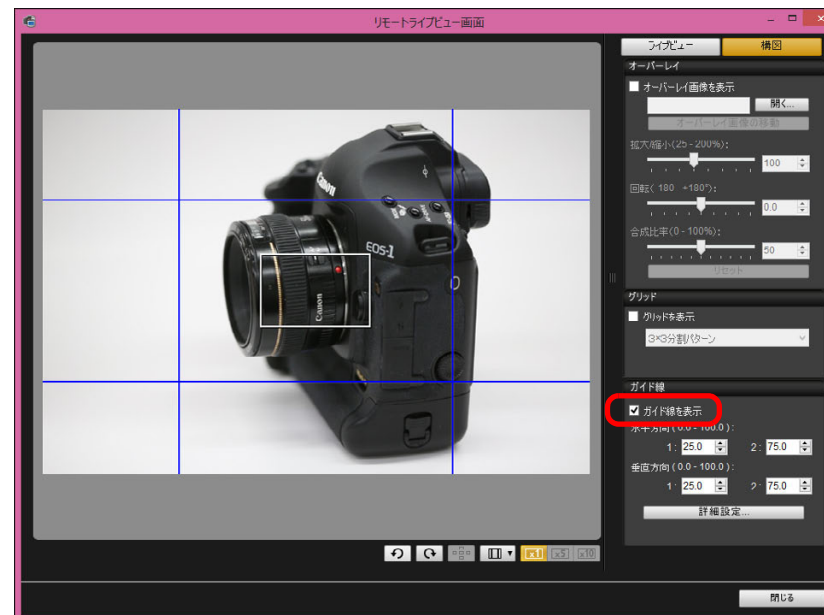 リモートライブビュー画面
ライブビュー
構図
オーバーレイ
オーバーレイ画像を表示
開く...
オーバーレイ画像の移動
拡大/縮小(25-200%):
100
回転(-180 - +180°):
0.0
合成比率(0-100%):
50
リセット
グリッド
グリッドを表示
3×3分割パターン
ガイド線
ガイド線を表示
水平方向(0.0-100.0):
1: 25.0 2: 75.0
垂直方向(0.0-100.0):
1: 25.0 2: 75.0
詳細設定...
Canon
EOS-1
Canon
x1 x5 x10
閉じる